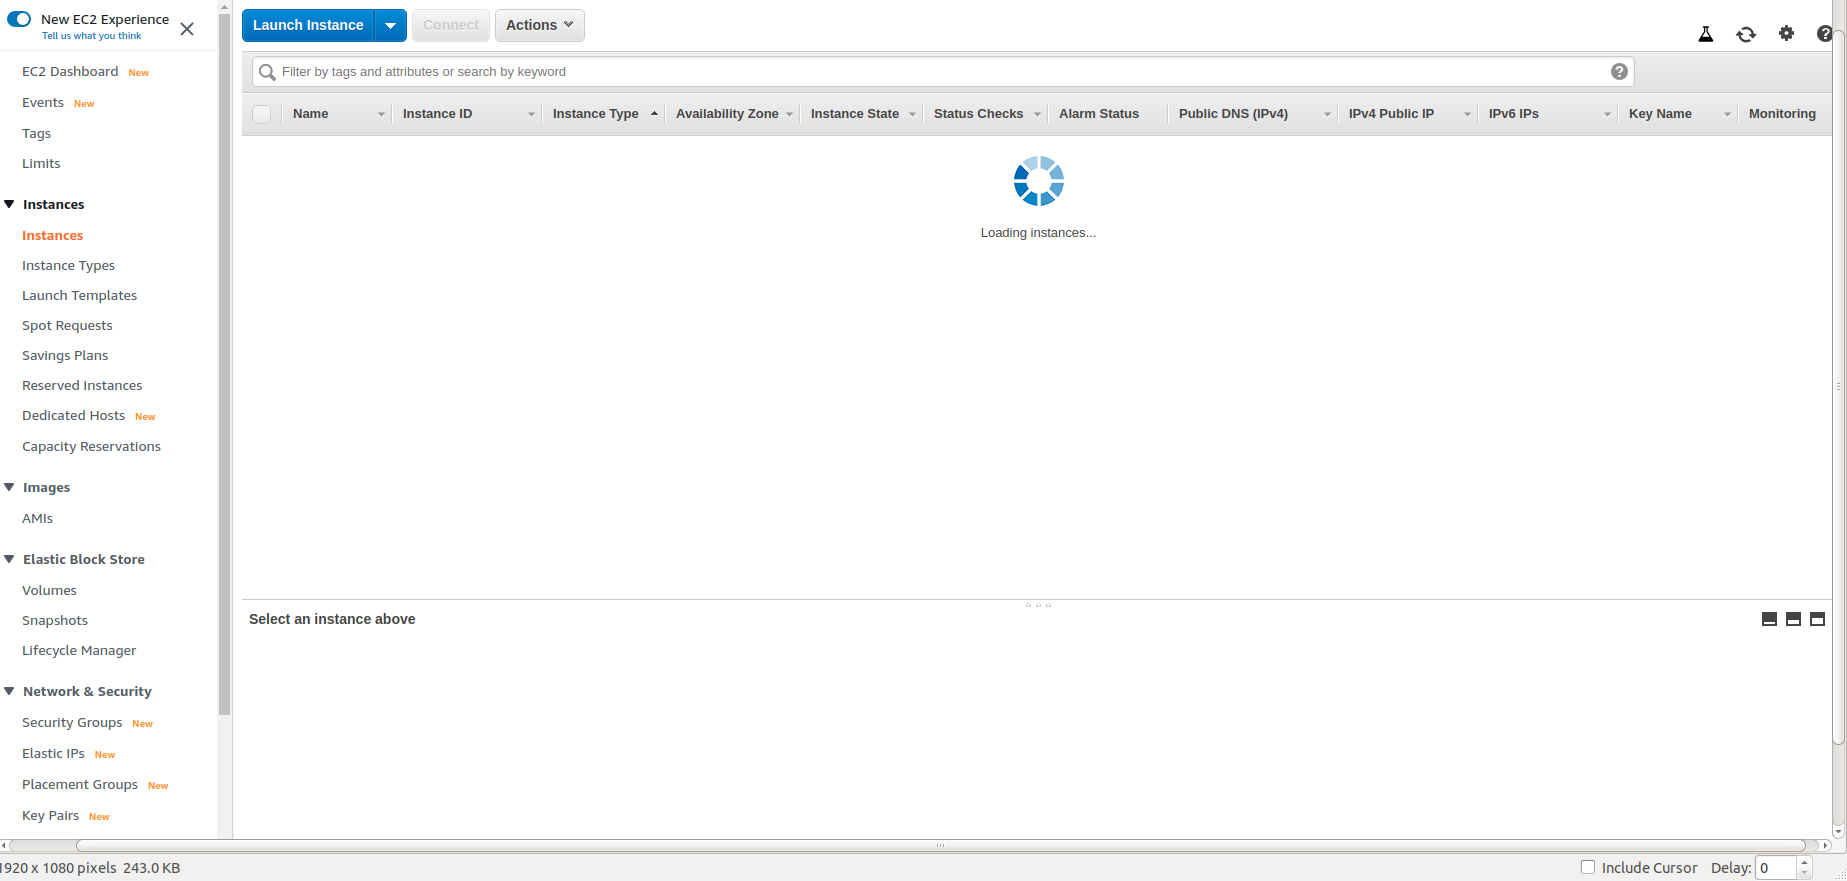 New EC2 Experience
Tell us what you think
EC2 Dashboard New
Events New
Tags
Limits
Instances
Instances
Instance Types
Launch Templates
Spot Requests
Savings Plans
Reserved Instances
Dedicated Hosts New
Capacity Reservations
Images
AMIs
Elastic Block Store
Volumes
Snapshots
Lifecycle Manager
Network & Security
Security Groups New
Elastic IPs New
Placement Groups New
Key Pairs New
Launch Instance Connect Actions
Filter by tags and attributes or search by keyword
Name Instance ID Instance Type Availability Zone Instance State Status Checks Alarm Status Public DNS (IPv4) IPv4 Public IP IPv6 IPs Key Name Monitoring
Loading instances...
Select an instance above
1920 x 1080 pixels 243.0 KB Include Cursor Delay: 0